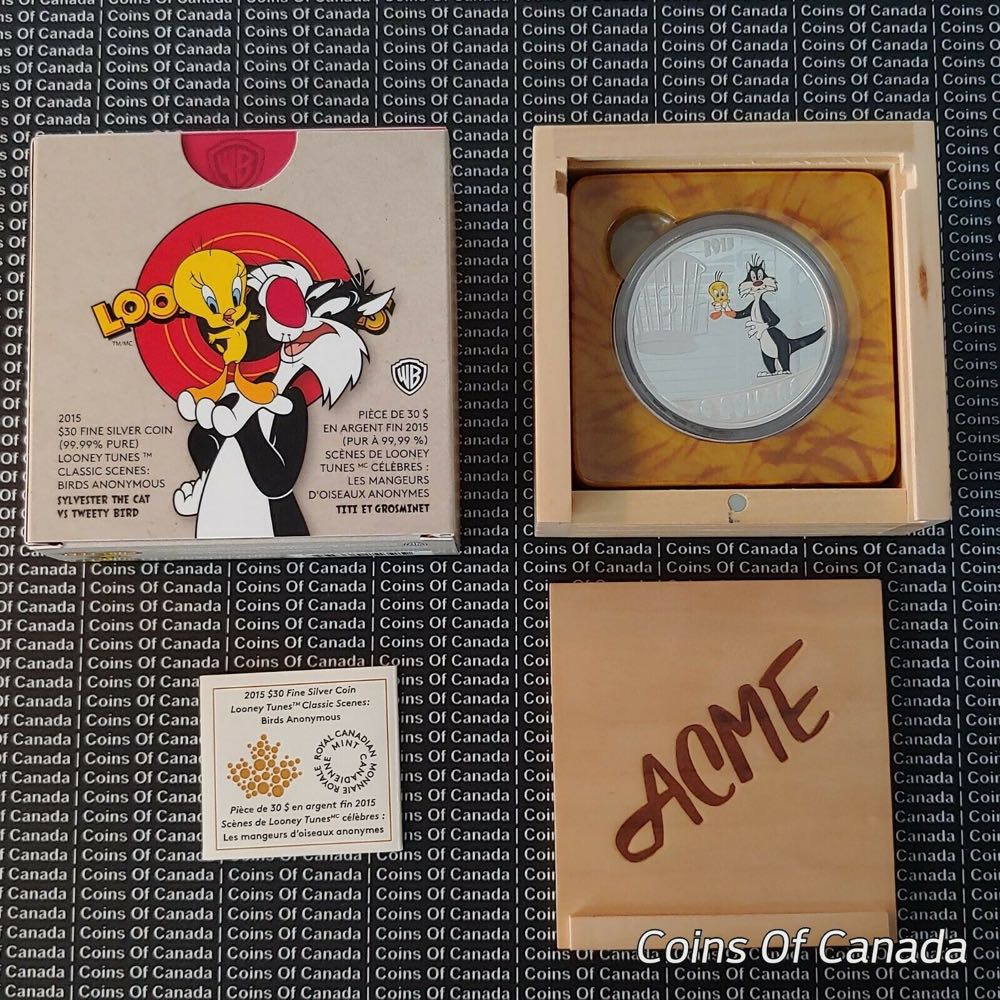 Coins Of Canada | Coins Of Canada | Coins Of Canada | Coins Of Canada
WB
LOO
TM/MC
WB
2015
$30 FINE SILVER COIN
(99.99% PURE)
LOONEY TUNES ™
CLASSIC SCENES:
BIRDS ANONYMOUS
SYLVESTER THE CAT
VS TWEETY BIRD
PIÈCE DE 30 $
EN ARGENT FIN 2015
(PUR À 99,99 %)
SCÈNES DE LOONEY
TUNES ᴹᶜ CÉLÈBRES :
LES MANGEURS
D'OISEAUX ANONYMES
TITI ET GROSMINET
2015
2015 $30 Fine Silver Coin
Looney Tunes™ Classic Scenes:
Birds Anonymous
ROYAL CANADIAN MINT
MONNAIE ROYALE CANADIENNE
Pièce de 30 $ en argent fin 2015
Scènes de Looney Tunesᴹᶜ célèbres :
Les mangeurs d'oiseaux anonymes
ACME
Coins Of Canada